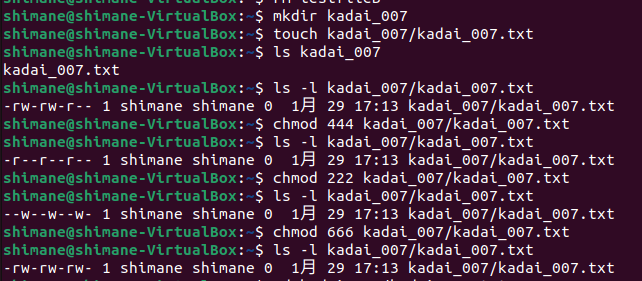 shimane@shimane-VirtualBox:~$ mkdir kadai_007
shimane@shimane-VirtualBox:~$ touch kadai_007/kadai_007.txt
shimane@shimane-VirtualBox:~$ ls kadai_007
kadai_007.txt
shimane@shimane-VirtualBox:~$ ls -l kadai_007/kadai_007.txt
-rw-rw-r-- 1 shimane shimane 0  1月 29 17:13 kadai_007/kadai_007.txt
shimane@shimane-VirtualBox:~$ chmod 444 kadai_007/kadai_007.txt
shimane@shimane-VirtualBox:~$ ls -l kadai_007/kadai_007.txt
-r--r--r-- 1 shimane shimane 0  1月 29 17:13 kadai_007/kadai_007.txt
shimane@shimane-VirtualBox:~$ chmod 222 kadai_007/kadai_007.txt
shimane@shimane-VirtualBox:~$ ls -l kadai_007/kadai_007.txt
--w--w--w- 1 shimane shimane 0  1月 29 17:13 kadai_007/kadai_007.txt
shimane@shimane-VirtualBox:~$ chmod 666 kadai_007/kadai_007.txt
shimane@shimane-VirtualBox:~$ ls -l kadai_007/kadai_007.txt
-rw-rw-rw- 1 shimane shimane 0  1月 29 17:13 kadai_007/kadai_007.txt